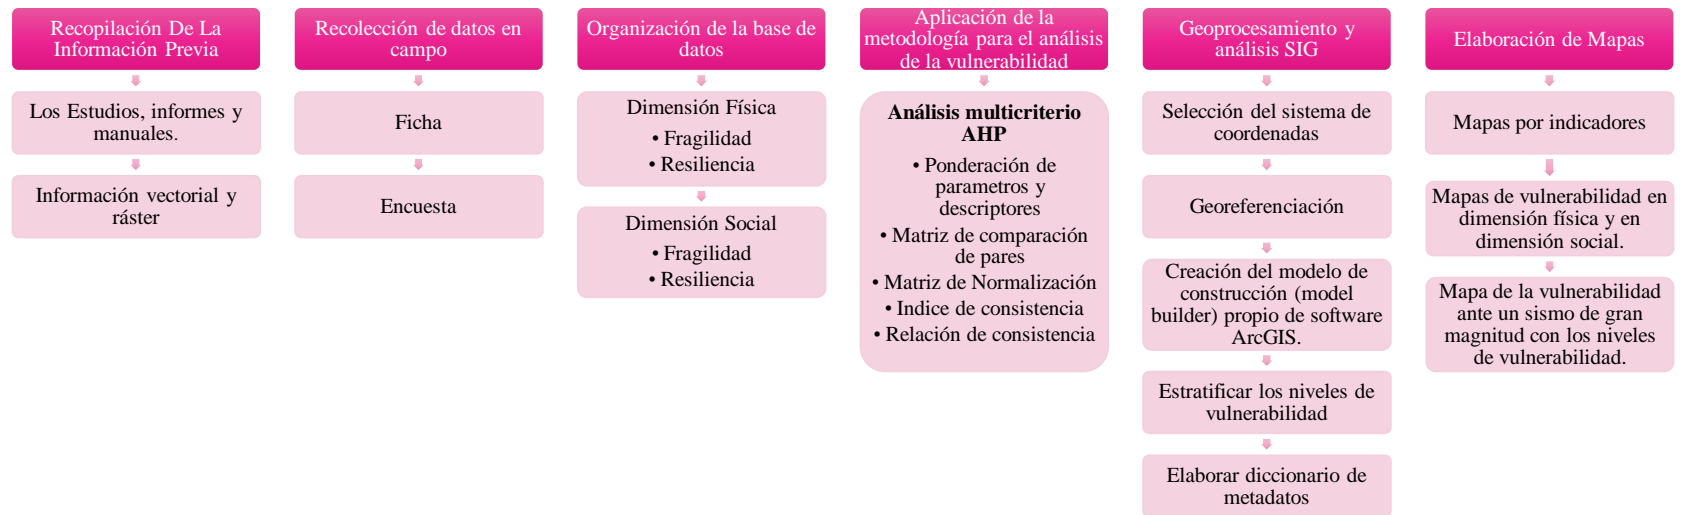 Recopilación De La
Información Previa
Los Estudios, informes y
manuales.
Información vectorial y
ráster
Recolección de datos en
campo
Ficha
Encuesta
Organización de la base de
datos
Dimensión Física
• Fragilidad
• Resiliencia
Dimensión Social
• Fragilidad
• Resiliencia
Aplicación de la
metodología para el análisis
de la vulnerabilidad
Análisis multicriterio
AHP
• Ponderación de
parametros y
descriptores
• Matriz de comparación
de pares
• Matriz de Normalización
• Indice de consistencia
• Relación de consistencia
Geoprocesamiento y
análisis SIG
Selección del sistema de
coordenadas
Georeferenciación
Creación del modelo de
construcción (model
builder) propio de software
ArcGIS.
Estratificar los niveles de
vulnerabilidad
Elaborar diccionario de
metadatos
Elaboración de Mapas
Mapas por indicadores
Mapas de vulnerabilidad en
dimensión física y en
dimensión social.
Mapa de la vulnerabilidad
ante un sismo de gran
magnitud con los niveles
de vulnerabilidad.